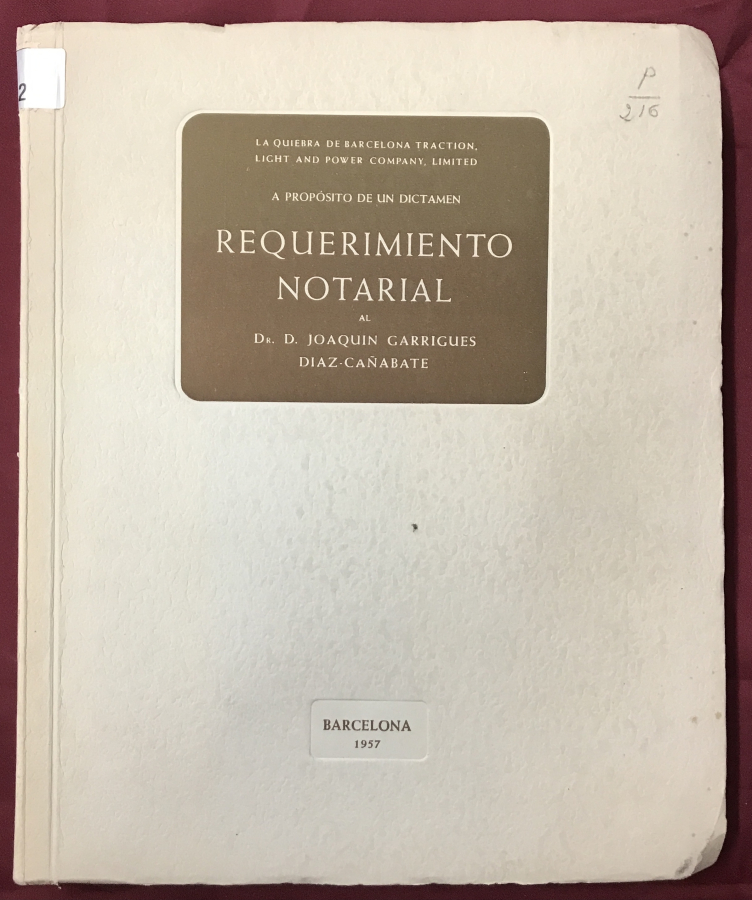 2
P
216
LA QUIEBRA DE BARCELONA TRACTION,
LIGHT AND POWER COMPANY, LIMITED
A PROPÓSITO DE UN DICTAMEN
REQUERIMIENTO
NOTARIAL
AL
DR. D. JOAQUIN GARRIGUES
DIAZ-CAÑABATE
BARCELONA
1957